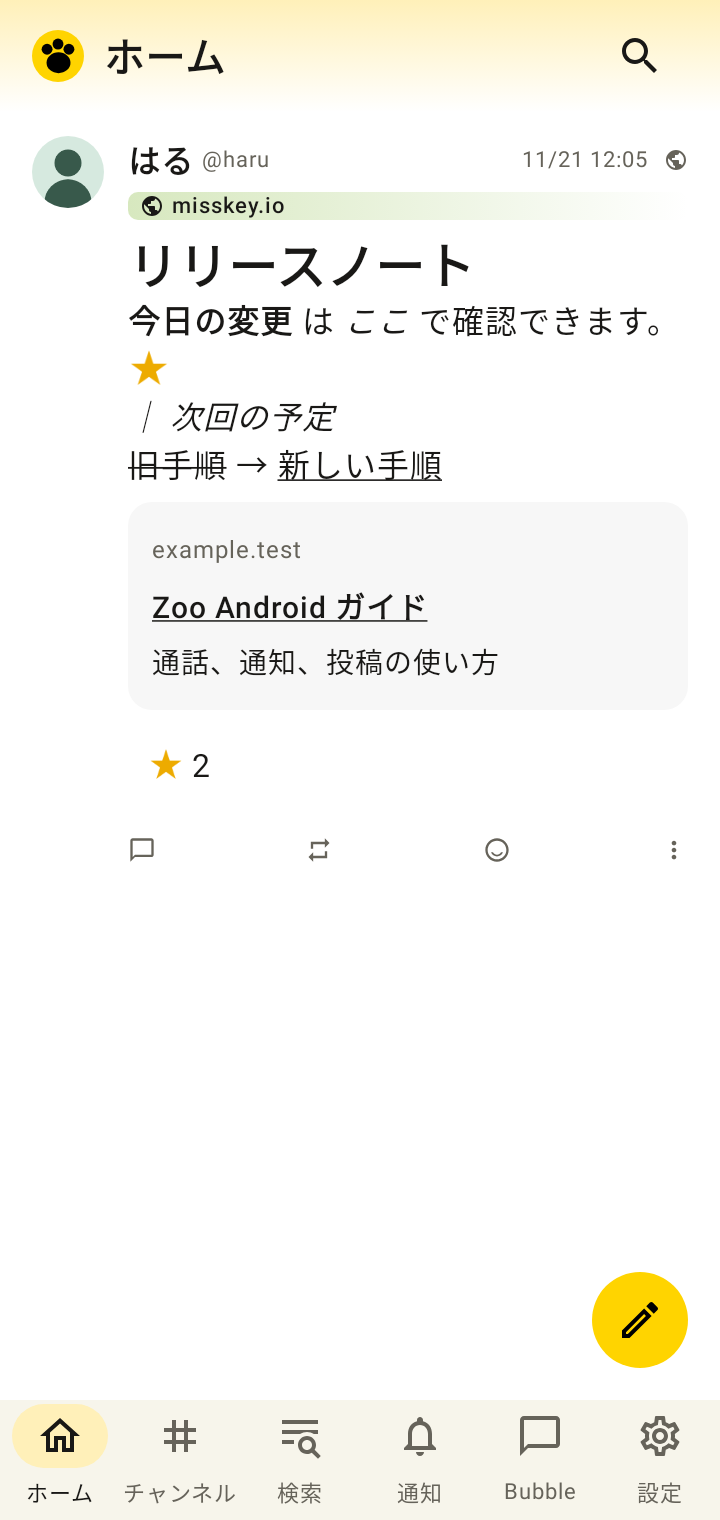 ホーム
はる @haru 11/21 12:05
misskey.io
リリースノート
今日の変更 は ここ で確認できます。
★
｜ 次回の予定
旧手順 → 新しい手順
example.test
Zoo Android ガイド
通話、通知、投稿の使い方
★ 2
ホーム チャンネル 検索 通知 Bubble 設定